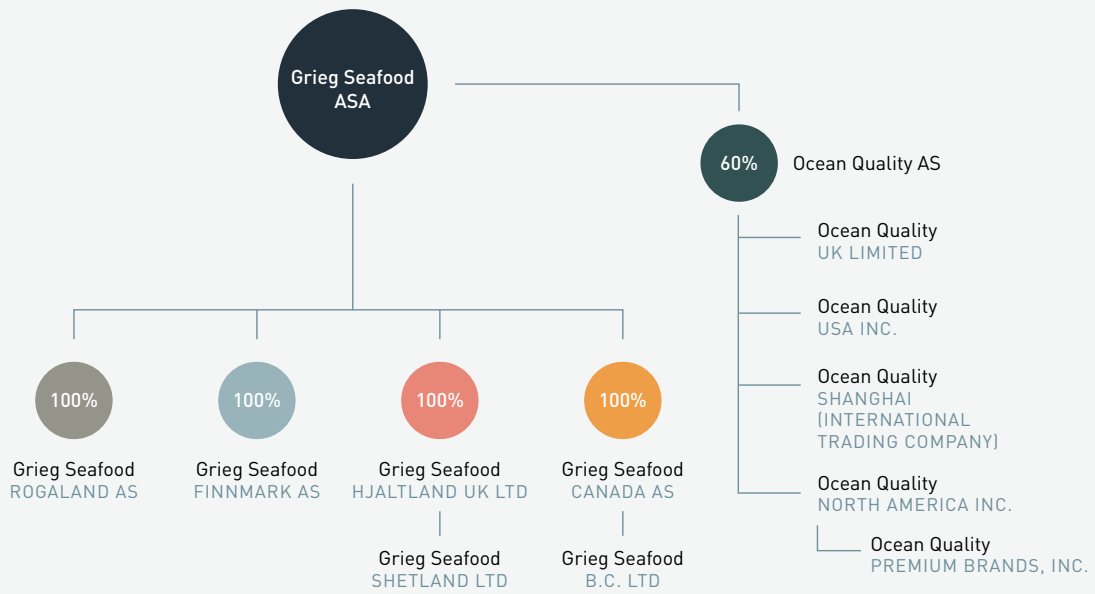 Grieg Seafood
ASA
60%
Ocean Quality AS
Ocean Quality
UK LIMITED
Ocean Quality
USA INC.
Ocean Quality
SHANGHAI
(INTERNATIONAL
TRADING COMPANY)
Ocean Quality
NORTH AMERICA INC.
Ocean Quality
PREMIUM BRANDS, INC.
100%
Grieg Seafood
ROGALAND AS
100%
Grieg Seafood
FINNMARK AS
100%
Grieg Seafood
HJALTLAND UK LTD
Grieg Seafood
SHETLAND LTD
100%
Grieg Seafood
CANADA AS
Grieg Seafood
B.C. LTD